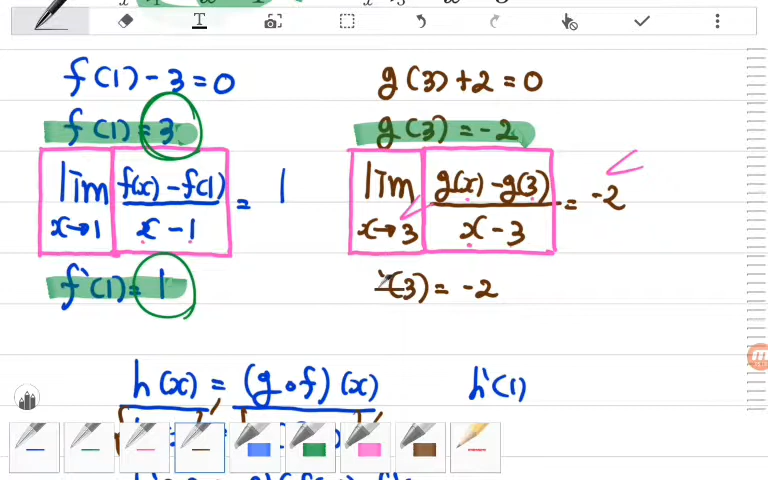 f(1) - 3 = 0
g(3) + 2 = 0
f(1) = 3
g(3) = -2
lim x→1 f(x) - f(1) / x - 1 = 1
lim x→3 g(x) - g(3) / x - 3 = -2
f'(1) = 1
'(3) = -2
h(x) = (g∘f)(x)
h'(1)